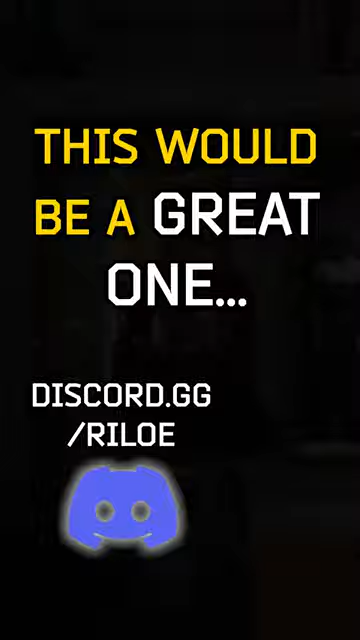 THIS WOULD
BE A GREAT
ONE...
DISCORD.GG
/RILOE